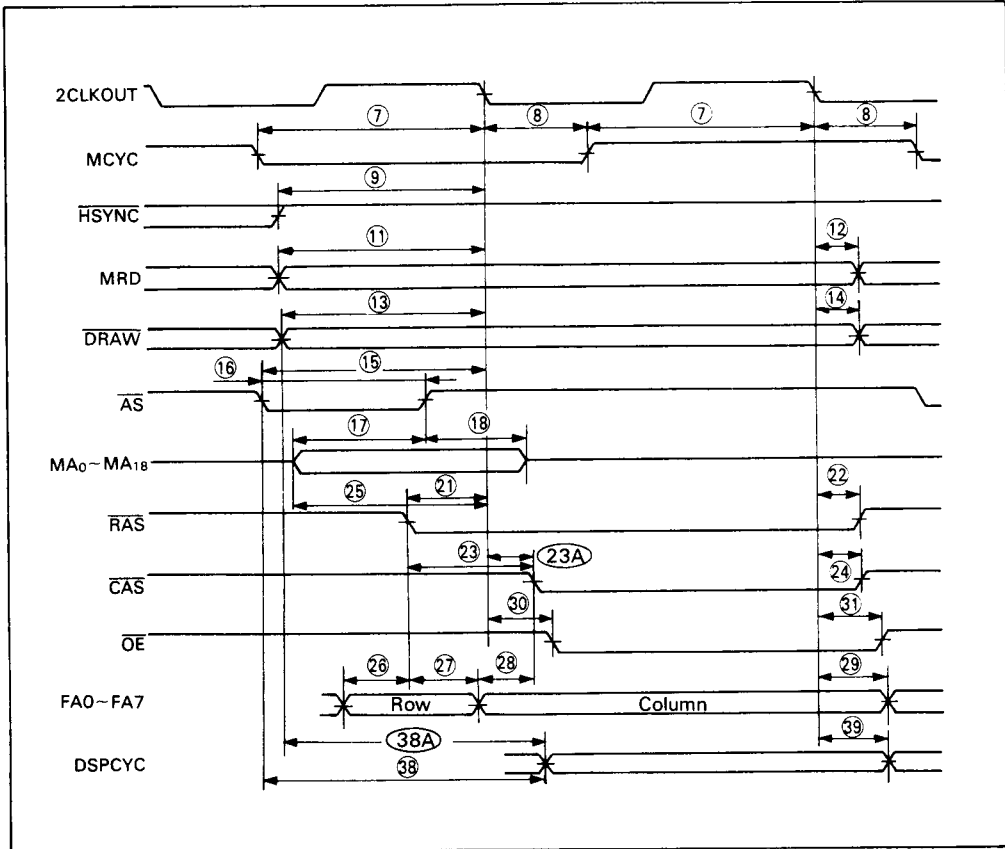 2CLKOUT
⑦ ⑧ ⑦ ⑧
MCYC
⑨
HSYNC
⑪ ⑫
MRD
⑬ ⑭
DRAW
⑮
⑯
AS
⑰ ⑱
MA₀~MA₁₈
㉒
㉕ ㉑
RAS
㉓ 23A
CAS
㉔
㉚ ㉛
OE
㉖ ㉗ ㉘ ㉙
FA0~FA7 Row Column
38A ㊴
DSPCYC
㊳